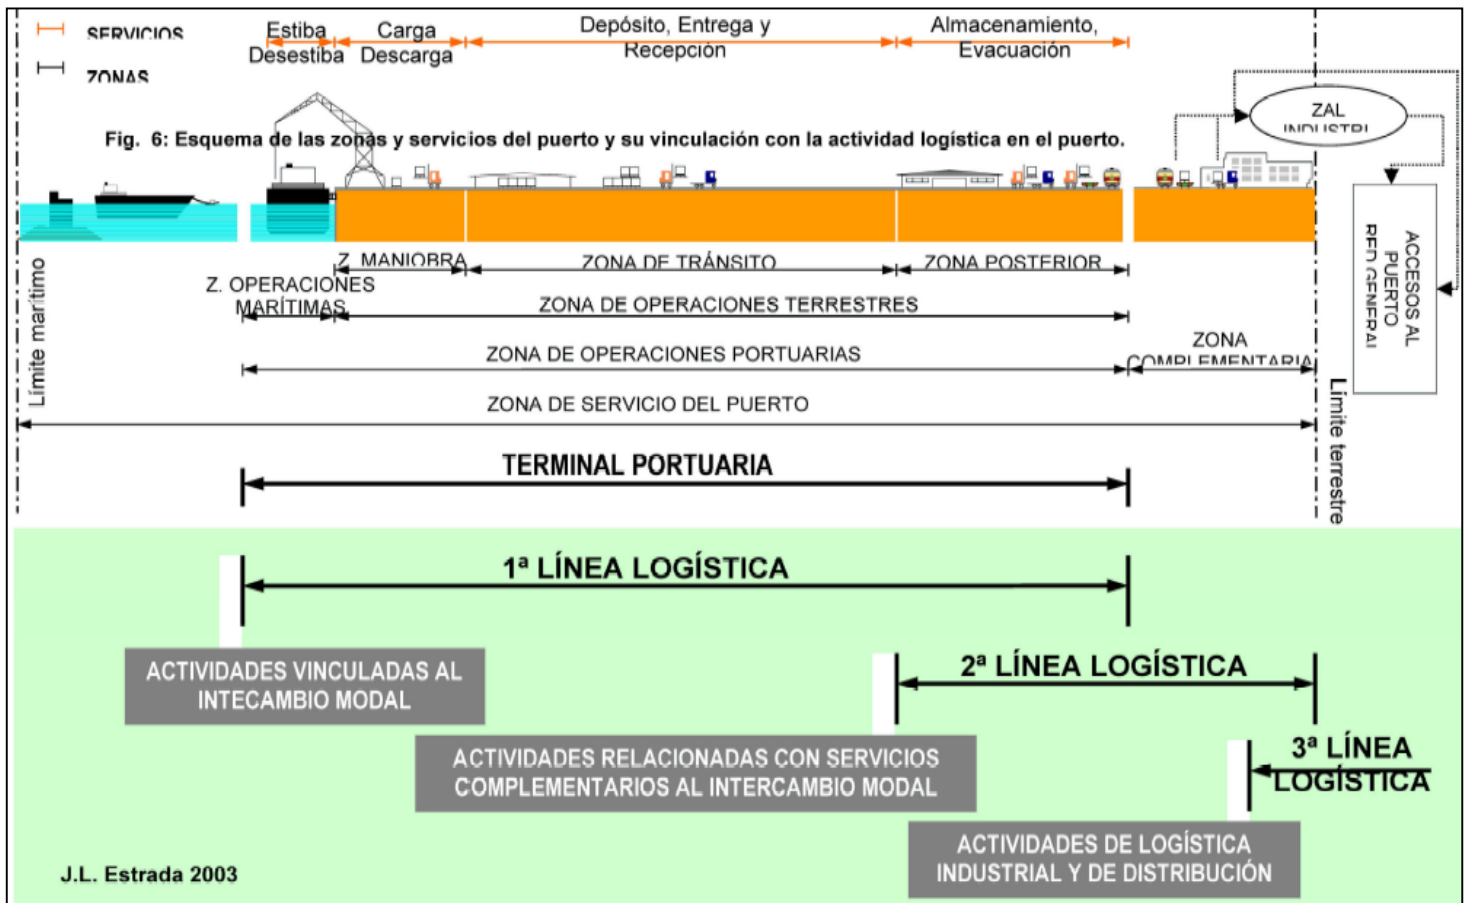 SERVICIOS
ZONAS
Estiba
Desestiba
Carga
Descarga
Depósito, Entrega y
Recepción
Almacenamiento,
Evacuación
Fig. 6: Esquema de las zonas y servicios del puerto y su vinculación con la actividad logística en el puerto.
ZAL
INDUSTRI
ACCESOS AL
PUERTO
RED GENERAL
Límite marítimo
Z. MANIOBRA
ZONA DE TRÁNSITO
ZONA POSTERIOR
Z. OPERACIONES
MARÍTIMAS
ZONA DE OPERACIONES TERRESTRES
ZONA DE OPERACIONES PORTUARIAS
ZONA
COMPLEMENTARIA
ZONA DE SERVICIO DEL PUERTO
Límite terrestre
TERMINAL PORTUARIA
1ª LÍNEA LOGÍSTICA
ACTIVIDADES VINCULADAS AL
INTECAMBIO MODAL
2ª LÍNEA LOGÍSTICA
ACTIVIDADES RELACIONADAS CON SERVICIOS
COMPLEMENTARIOS AL INTERCAMBIO MODAL
3ª LÍNEA
LOGÍSTICA
ACTIVIDADES DE LOGÍSTICA
INDUSTRIAL Y DE DISTRIBUCIÓN
J.L. Estrada 2003